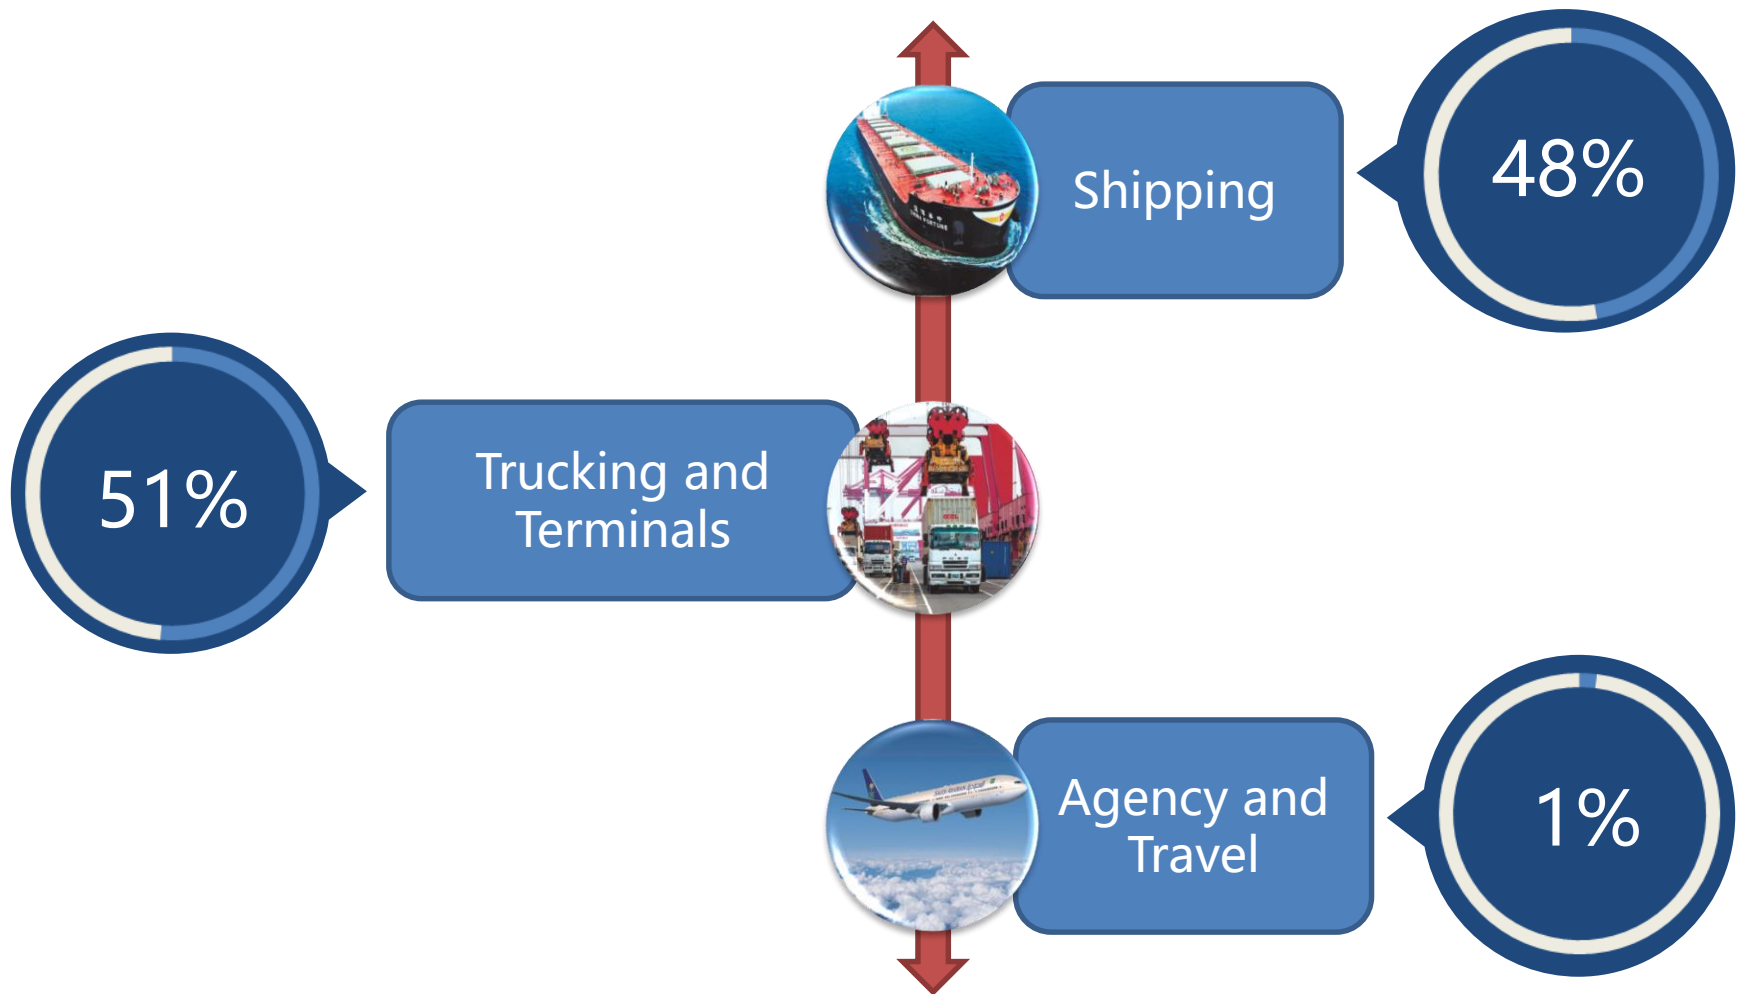 Shipping
48%
51%
Trucking and
Terminals
Agency and
Travel
1%